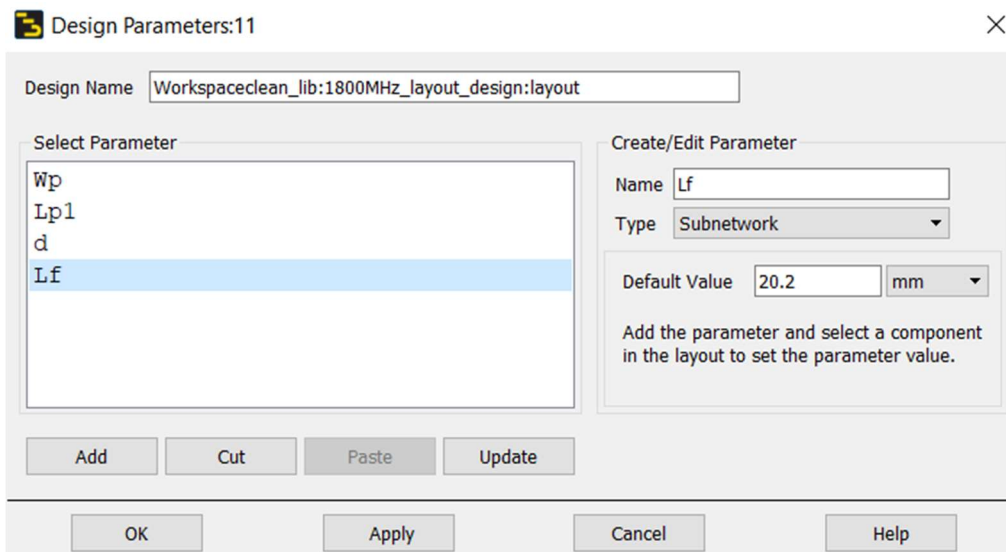 Design Parameters:11
Design Name Workspaceclean_lib:1800MHz_layout_design:layout
Select Parameter
Wp
Lp1
d
Lf
Create/Edit Parameter
Name Lf
Type Subnetwork
Default Value 20.2 mm
Add the parameter and select a component
in the layout to set the parameter value.
Add Cut Paste Update
OK Apply Cancel Help